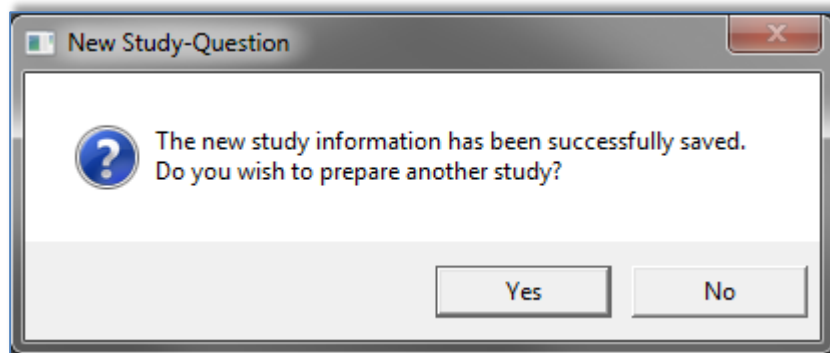 New Study-Question
The new study information has been successfully saved.
Do you wish to prepare another study?
Yes
No